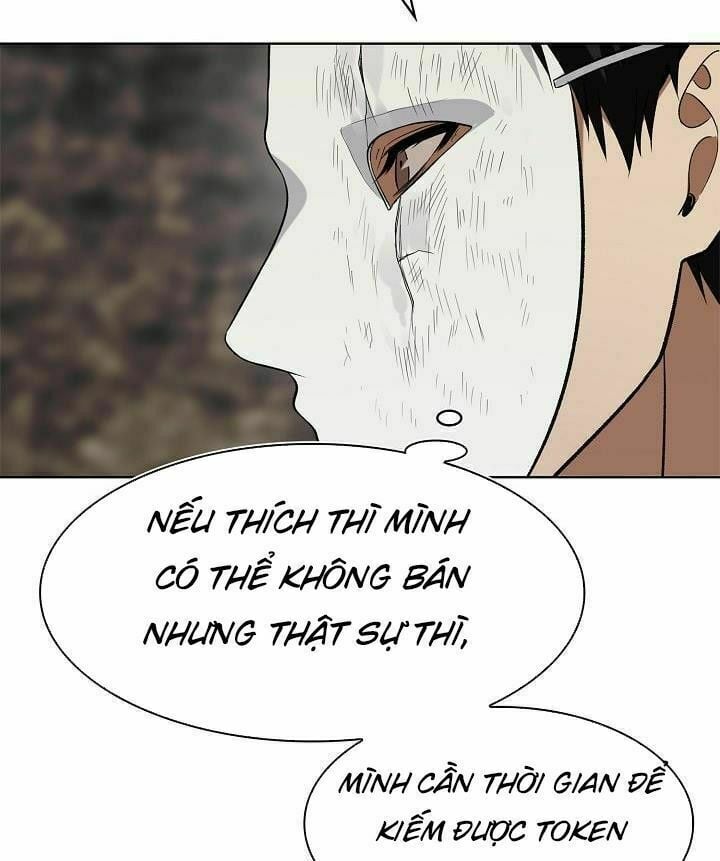 NẾU THÍCH THÌ MÌNH
CÓ THỂ KHÔNG BÁN
NHƯNG THẬT SỰ THÌ,
MÌNH CẦN THỜI GIAN ĐỂ
KIẾM ĐƯỢC TOKEN